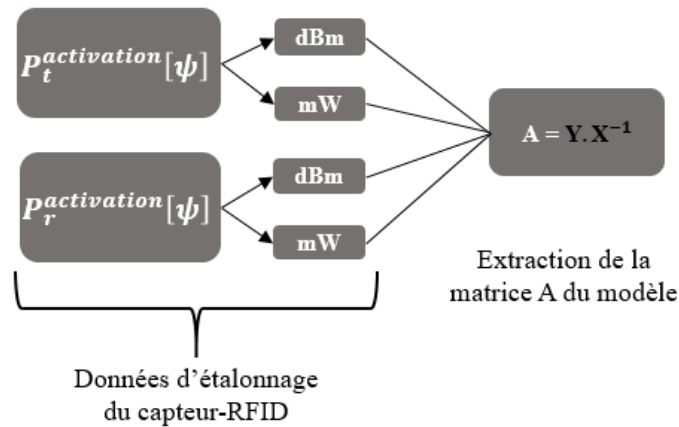 P_t^{activation}[ψ]
dBm
mW
P_r^{activation}[ψ]
dBm
mW
A = Y.X^{−1}
Extraction de la
matrice A du modèle
Données d'étalonnage
du capteur-RFID